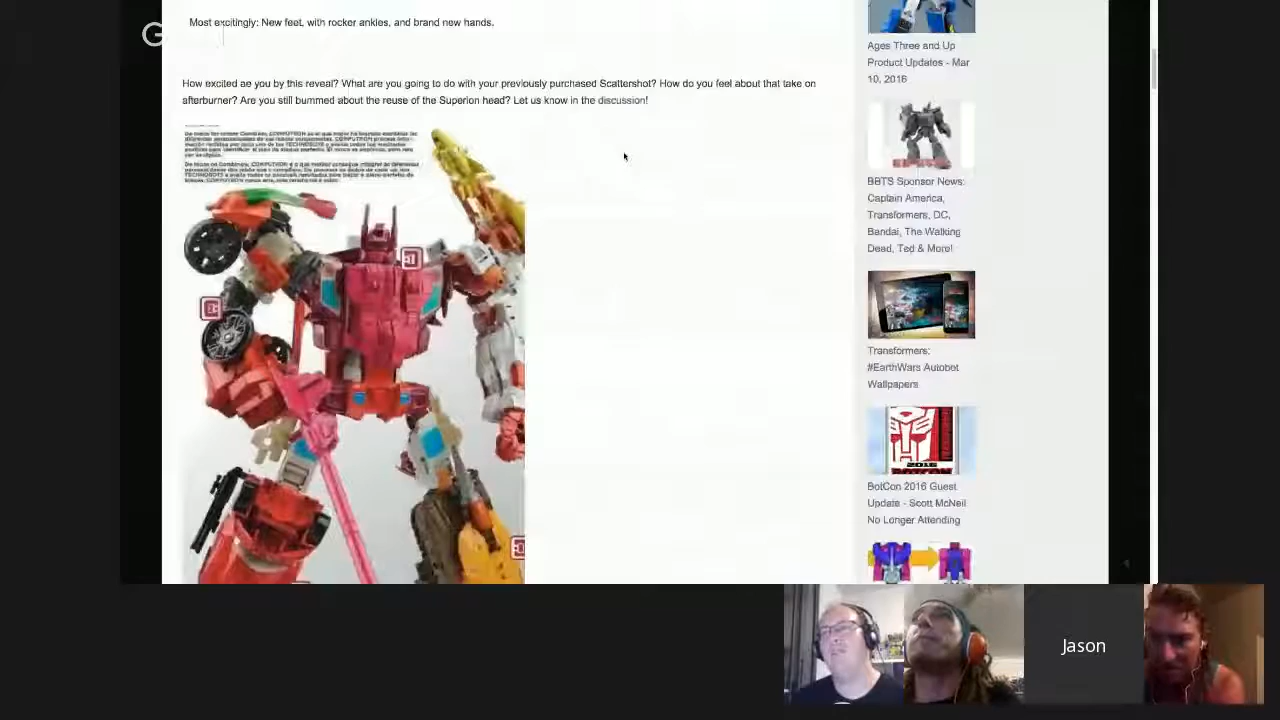 G
Most excitingly: New feet, with rocker ankles, and brand new hands.
How excited ae you by this reveal? What are you going to do with your previously purchased Scattershot? How do you feel about that take on
afterburner? Are you still bummed about the reuse of the Superion head? Let us know in the discussion!
Ages Three and Up
Product Updates - Mar
10, 2016
BBTS Sponsor News:
Captain America,
Transformers, DC,
Bandai, The Walking
Dead, Ted & More!
Transformers:
#EarthWars Autobot
Wallpapers
2016
BotCon 2016 Guest
Update - Scott McNeil
No Longer Attending
Jason